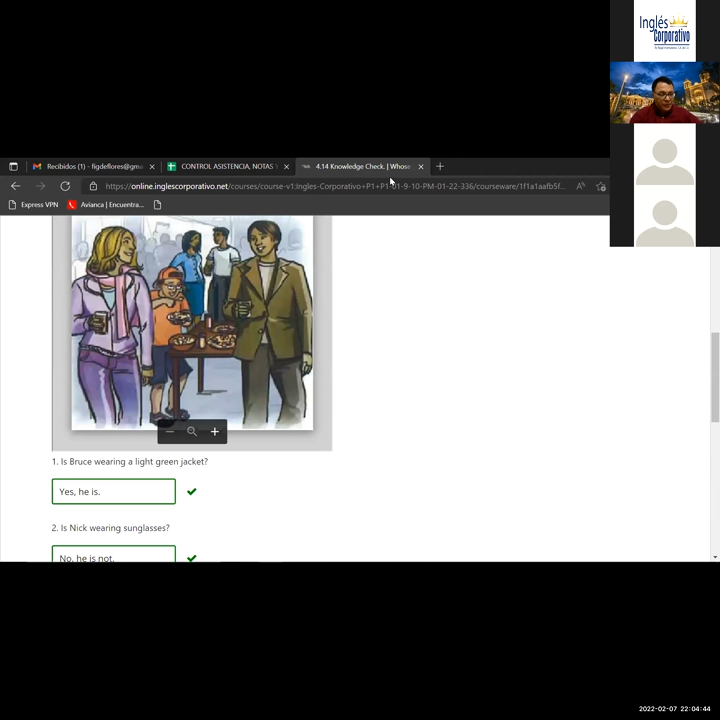 Inglés
Corporativo
Recibidos (1) - figdeflores@gma
CONTROL ASISTENCIA, NOTAS
4.14 Knowledge Check. | Whose
https://online.inglescorporativo.net/courses/course-v1:Ingles-Corporativo+P1+P1-01-9-10-PM-01-22-336/courseware/1f1a1aafb5f...
Express VPN
Avianca | Encuentra...
1. Is Bruce wearing a light green jacket?
Yes, he is.
2. Is Nick wearing sunglasses?
No, he is not.
2022-02-07 22:04:44